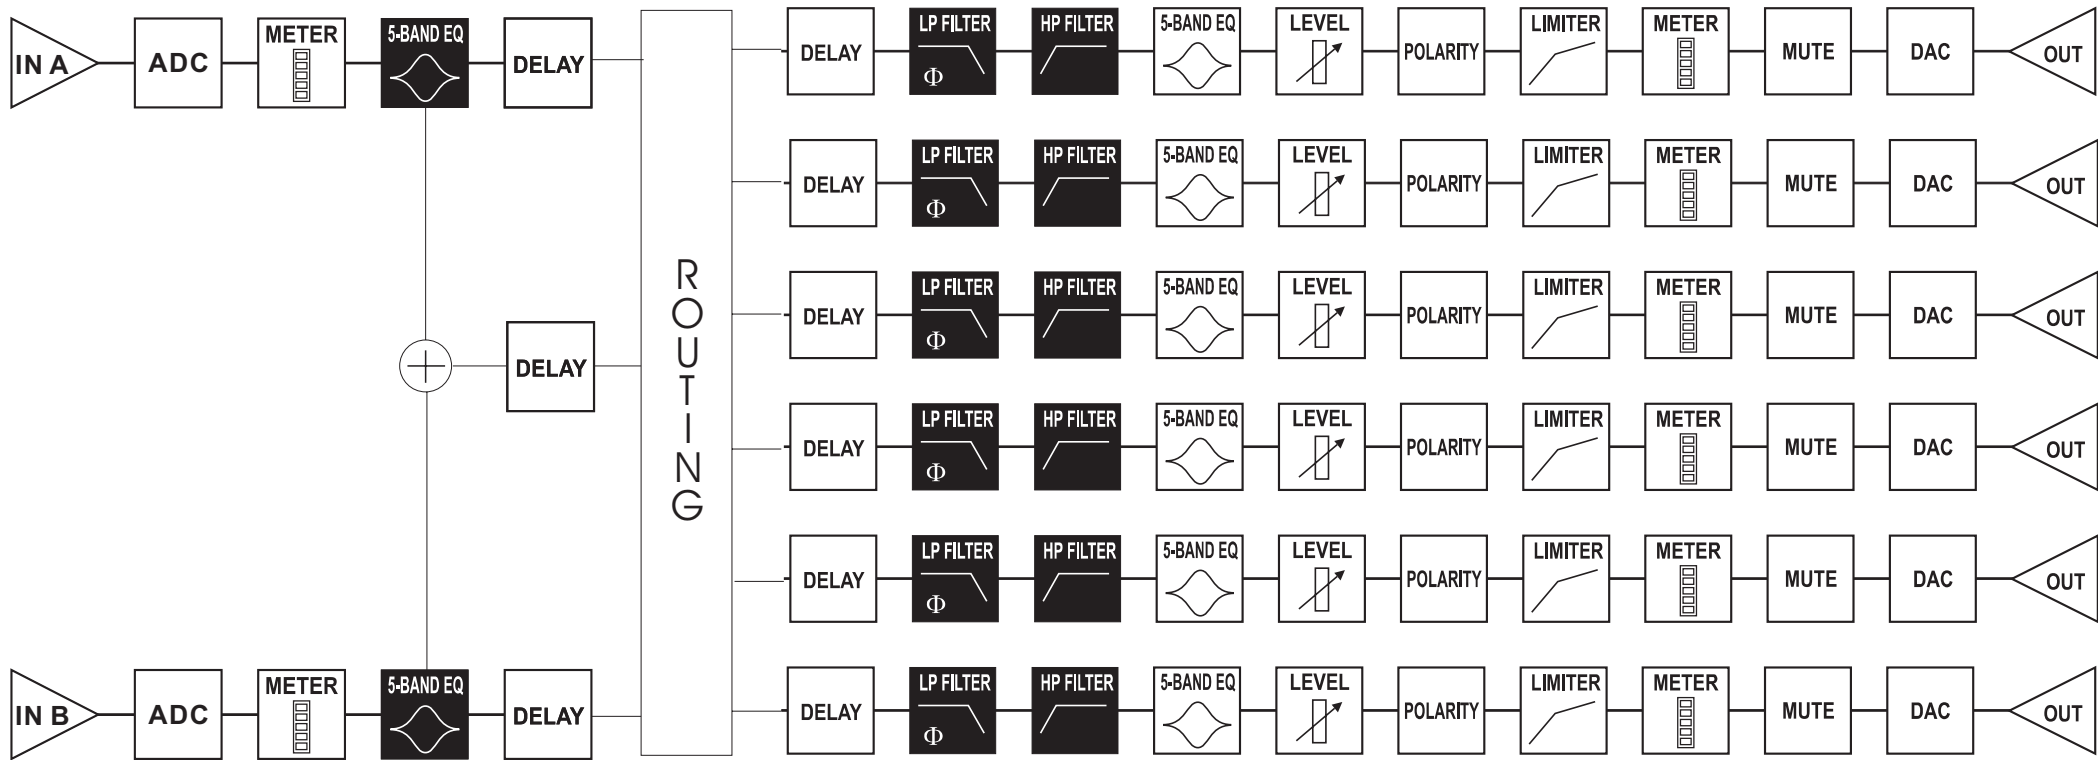 IN A
ADC
METER
5-BAND EQ
DELAY
DELAY
IN B
ADC
METER
5-BAND EQ
DELAY
ROUTING
DELAY
LP FILTER
Φ
HP FILTER
5-BAND EQ
LEVEL
POLARITY
LIMITER
METER
MUTE
DAC
OUT
DELAY
LP FILTER
Φ
HP FILTER
5-BAND EQ
LEVEL
POLARITY
LIMITER
METER
MUTE
DAC
OUT
DELAY
LP FILTER
Φ
HP FILTER
5-BAND EQ
LEVEL
POLARITY
LIMITER
METER
MUTE
DAC
OUT
DELAY
LP FILTER
Φ
HP FILTER
5-BAND EQ
LEVEL
POLARITY
LIMITER
METER
MUTE
DAC
OUT
DELAY
LP FILTER
Φ
HP FILTER
5-BAND EQ
LEVEL
POLARITY
LIMITER
METER
MUTE
DAC
OUT
DELAY
LP FILTER
Φ
HP FILTER
5-BAND EQ
LEVEL
POLARITY
LIMITER
METER
MUTE
DAC
OUT